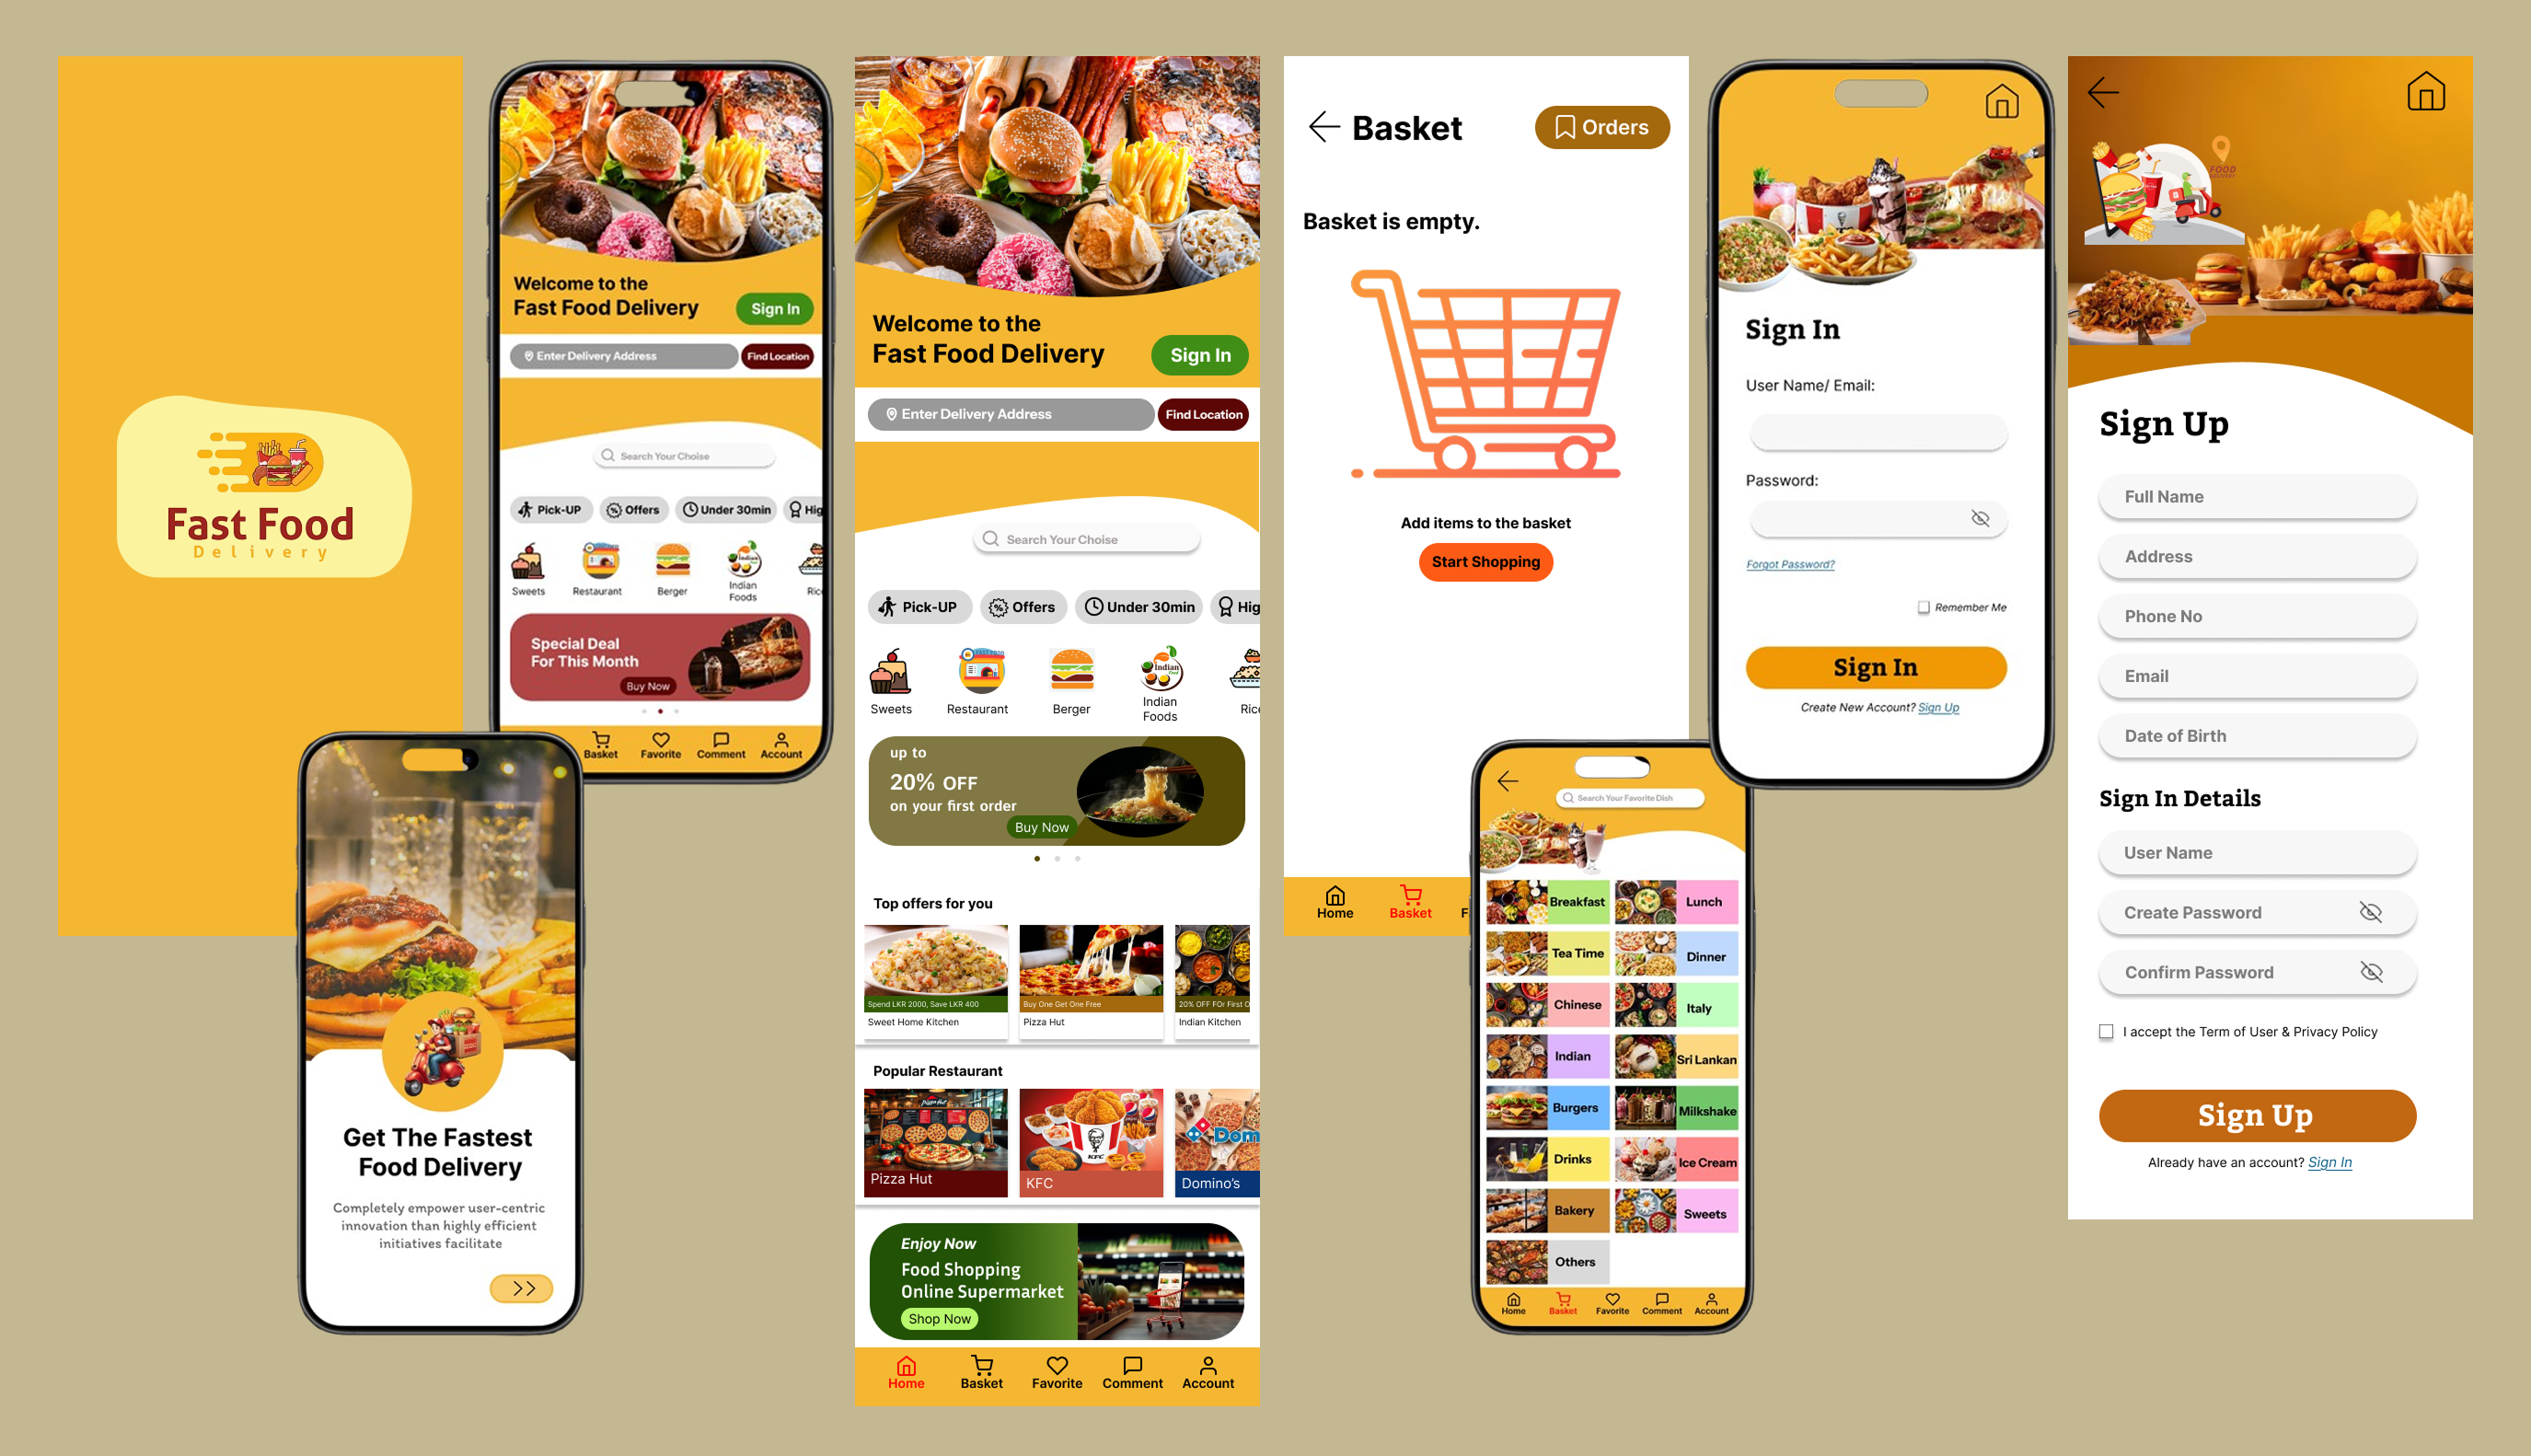 Fast Food
Delivery
Get The Fastest
Food Delivery
Completely empower user-centric
innovation than highly efficient
initiatives facilitate
Welcome to the
Fast Food Delivery
Sign In
Enter Delivery Address
Find Location
Search Your Choise
Pick-UP
Offers
Under 30min
Hig
Sweets
Restaurant
Berger
Indian
Foods
Ric
Special Deal
For This Month
Buy Now
Basket
Favorite
Comment
Account
Welcome to the
Fast Food Delivery
Sign In
Enter Delivery Address
Find Location
Search Your Choise
Pick-UP
Offers
Under 30min
Hig
Indian
Sweets
Restaurant
Berger
Indian
Foods
Ric
up to
20% OFF
on your first order
Buy Now
Top offers for you
Spend LKR 2000, Save LKR 400
Buy One Get One Free
20% OFF FOr First O
Sweet Home Kitchen
Pizza Hut
Indian Kitchen
Popular Restaurant
Pizza Hut
KFC
Dom
Pizza Hut
KFC
Domino's
Enjoy Now
Food Shopping
Online Supermarket
Shop Now
Home
Basket
Favorite
Comment
Account
Basket
Orders
Basket is empty.
Add items to the basket
Start Shopping
Home
Basket
F
Search Your Favorite Dish
Breakfast
Lunch
Tea Time
Dinner
Chinese
Italy
Indian
Sri Lankan
Burgers
Milkshake
Drinks
Ice Cream
Bakery
Sweets
Others
Home
Basket
Favorite
Comment
Account
Sign In
User Name/ Email:
Password:
Forgot Password?
Remember Me
Sign In
Create New Account? Sign Up
FOOD
DELIVERY
Sign Up
Full Name
Address
Phone No
Email
Date of Birth
Sign In Details
User Name
Create Password
Confirm Password
I accept the Term of User & Privacy Policy
Sign Up
Already have an account? Sign In